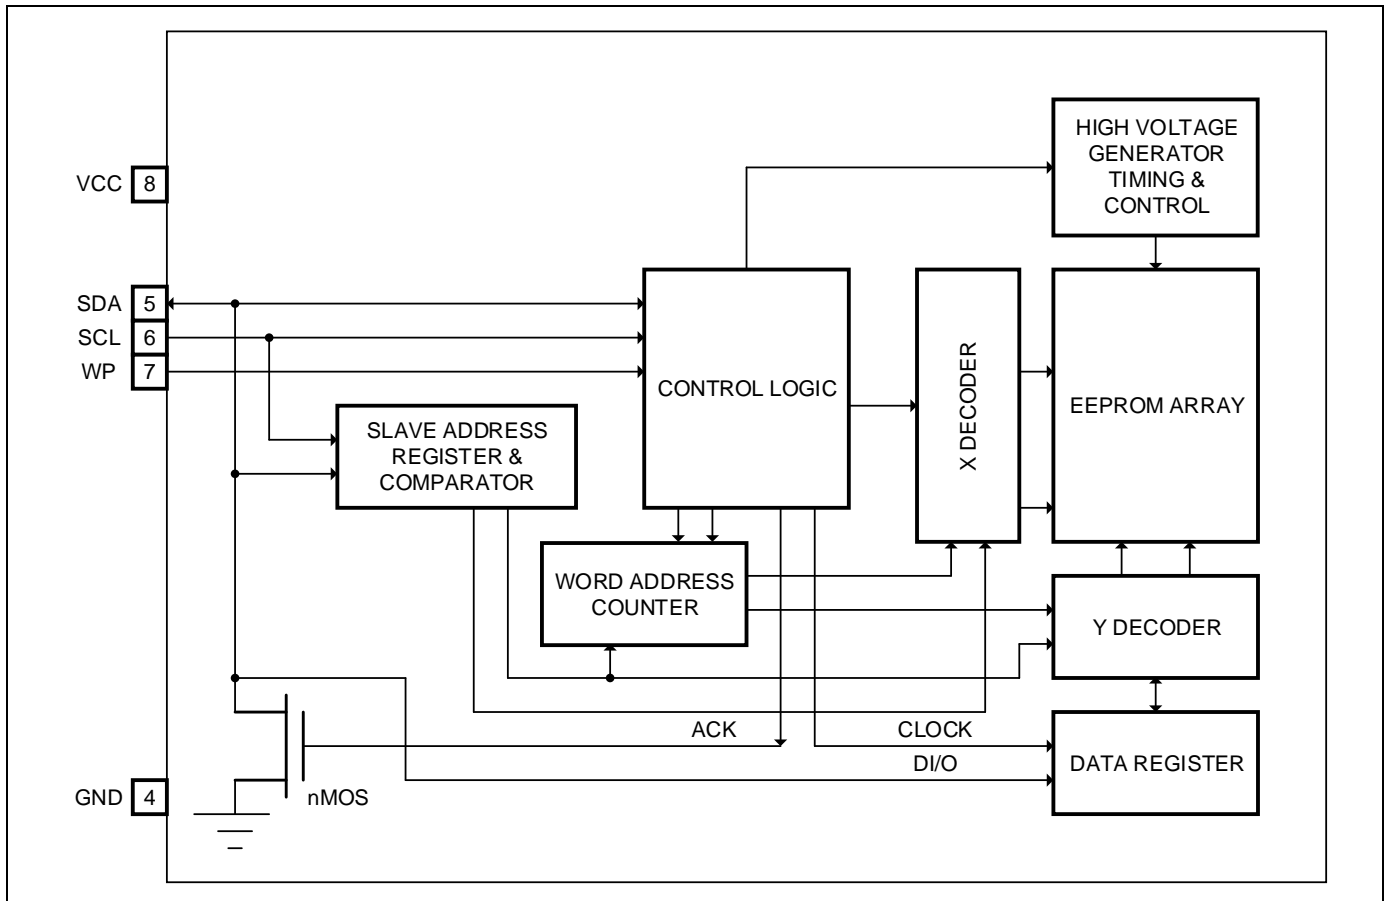 HIGH VOLTAGE
GENERATOR
TIMING &
CONTROL
VCC 8
SDA 5
SCL 6
WP 7
CONTROL LOGIC
X DECODER
EEPROM ARRAY
SLAVE ADDRESS
REGISTER &
COMPARATOR
WORD ADDRESS
COUNTER
Y DECODER
ACK
CLOCK
DI/O
DATA REGISTER
GND 4
nMOS